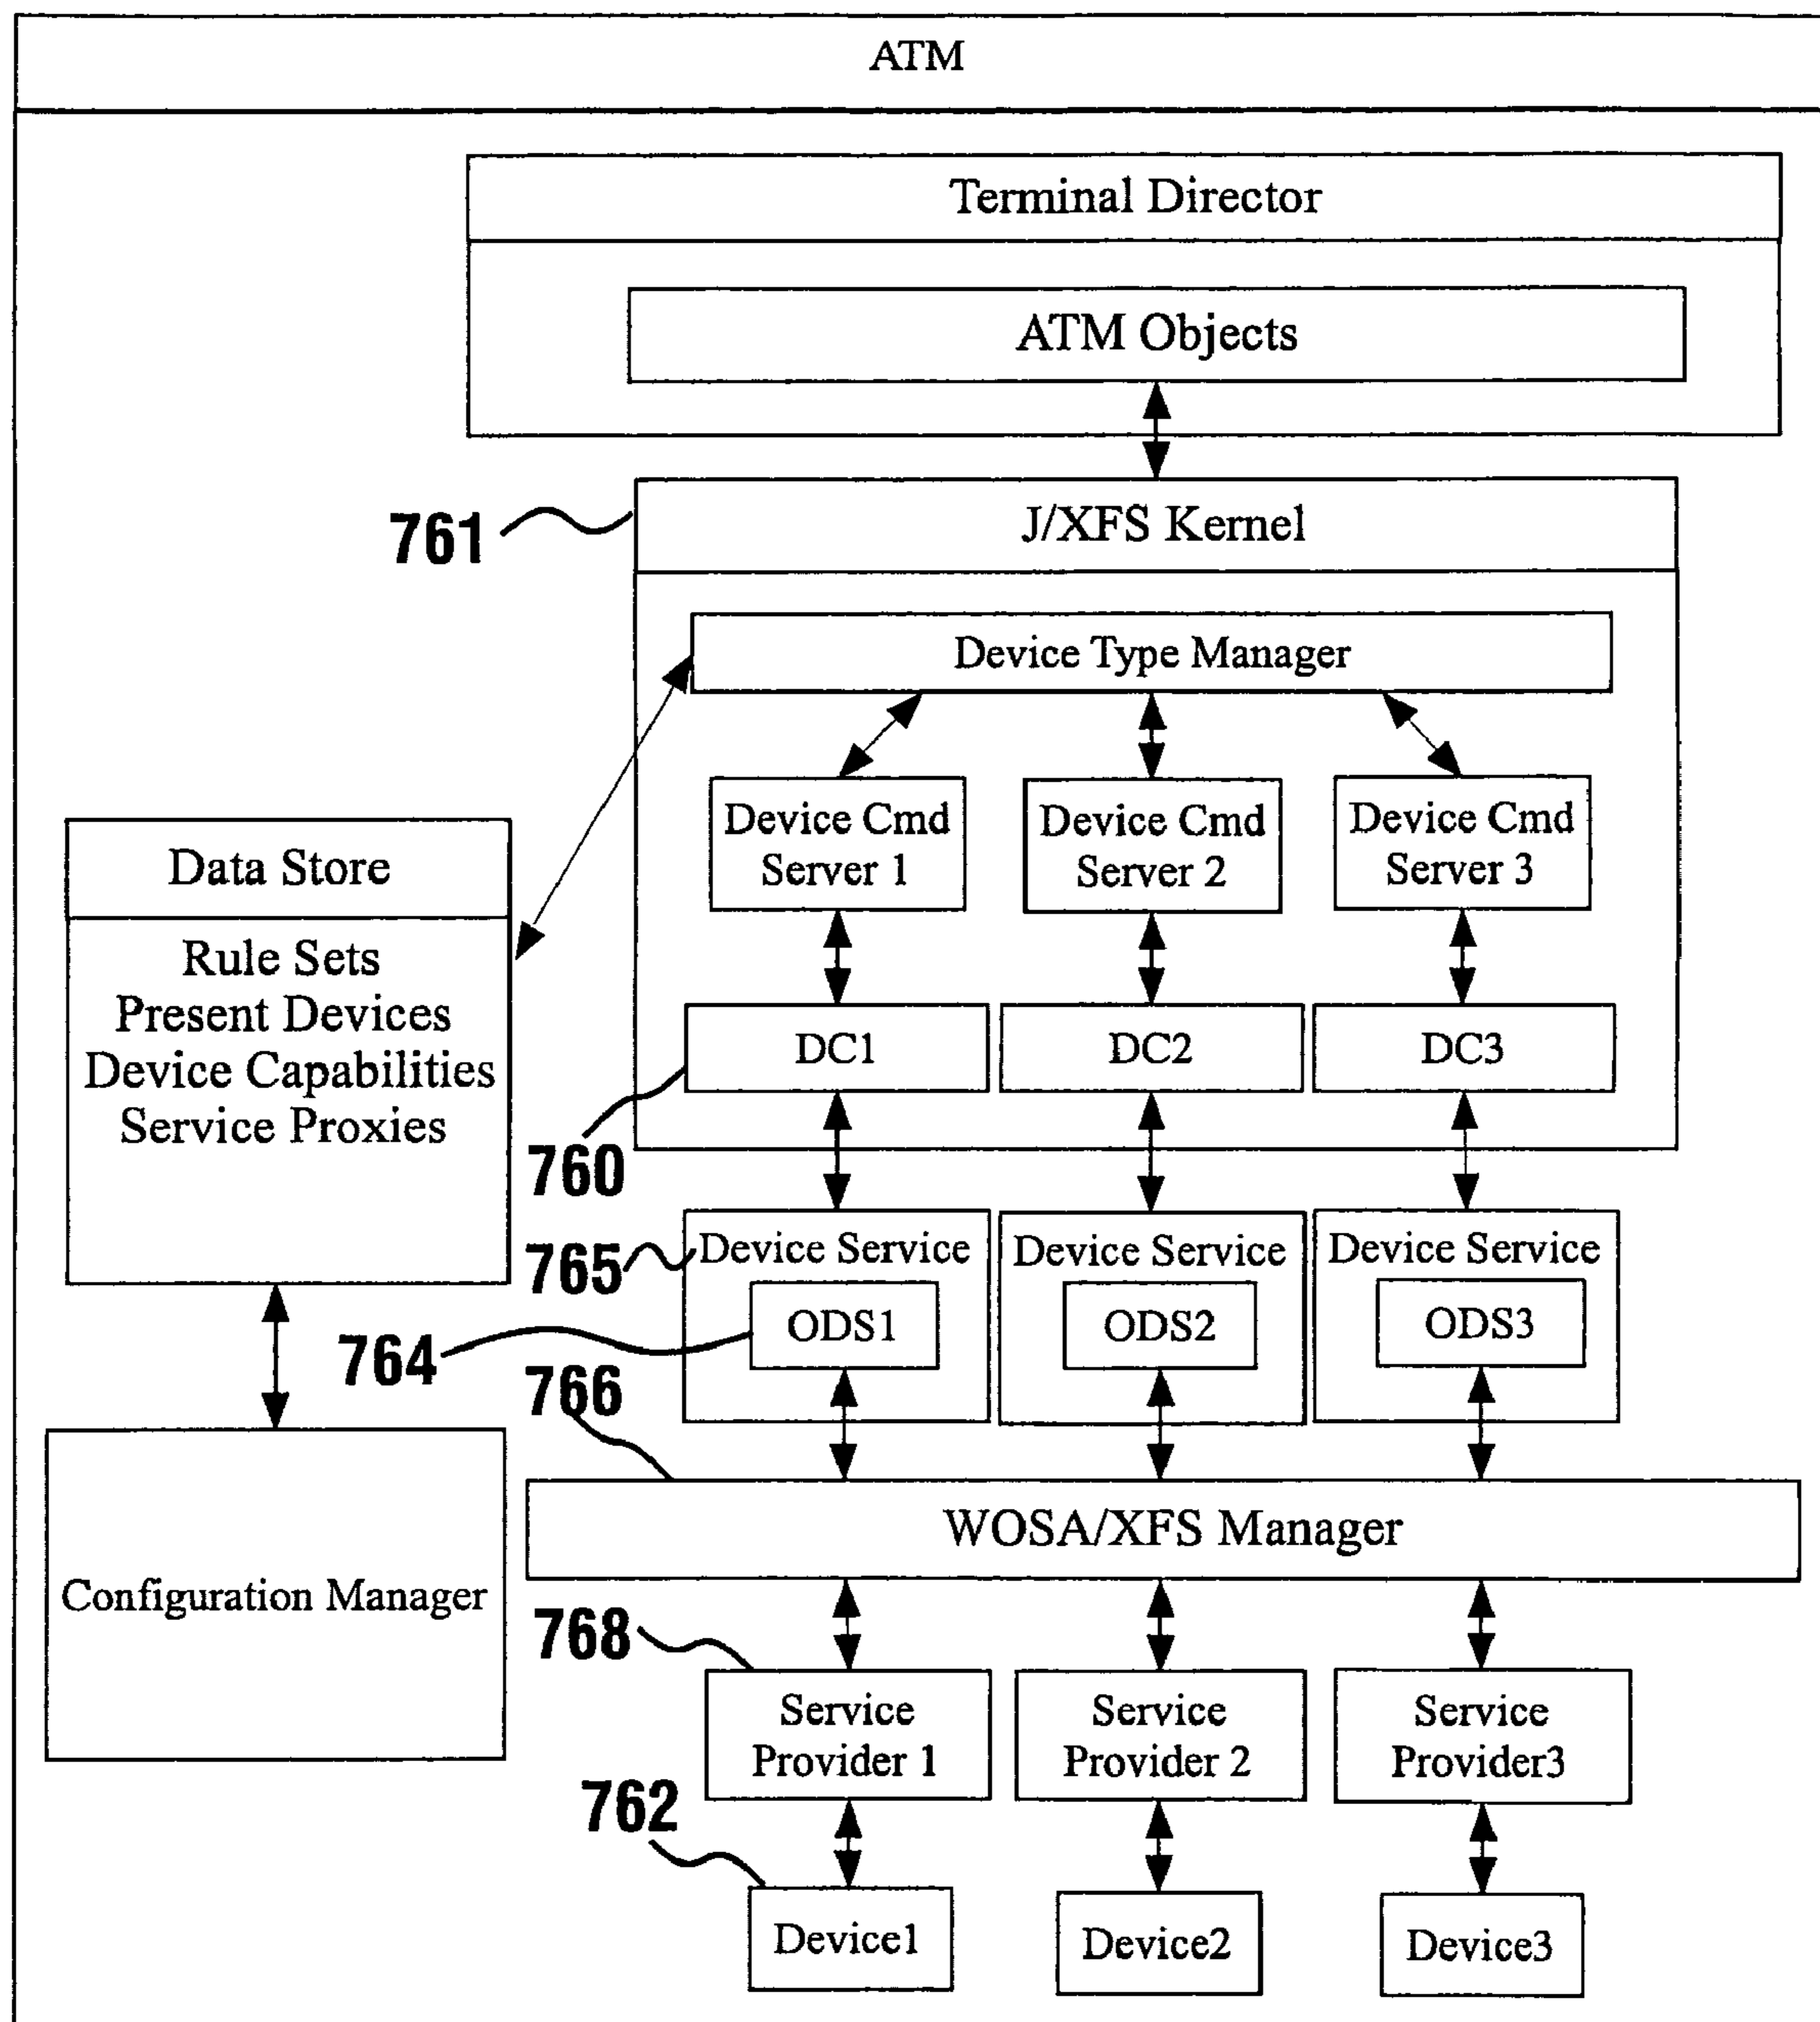 ATM
Terminal Director
ATM Objects
761
J/XFS Kernel
Device Type Manager
Device Cmd
Server 1
Device Cmd
Server 2
Device Cmd
Server 3
Data Store
Rule Sets
Present Devices
Device Capabilities
Service Proxies
DC1
DC2
DC3
760
765
Device Service
ODS1
Device Service
ODS2
Device Service
ODS3
764
766
WOSA/XFS Manager
Configuration Manager
768
Service
Provider 1
Service
Provider 2
Service
Provider3
762
Device1
Device2
Device3